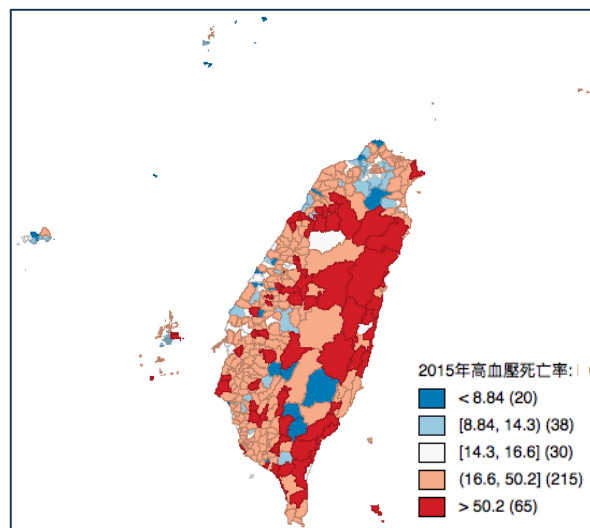 2015年高血壓死亡率:
< 8.84 (20)
[8.84, 14.3) (38)
[14.3, 16.6] (30)
(16.6, 50.2] (215)
> 50.2 (65)